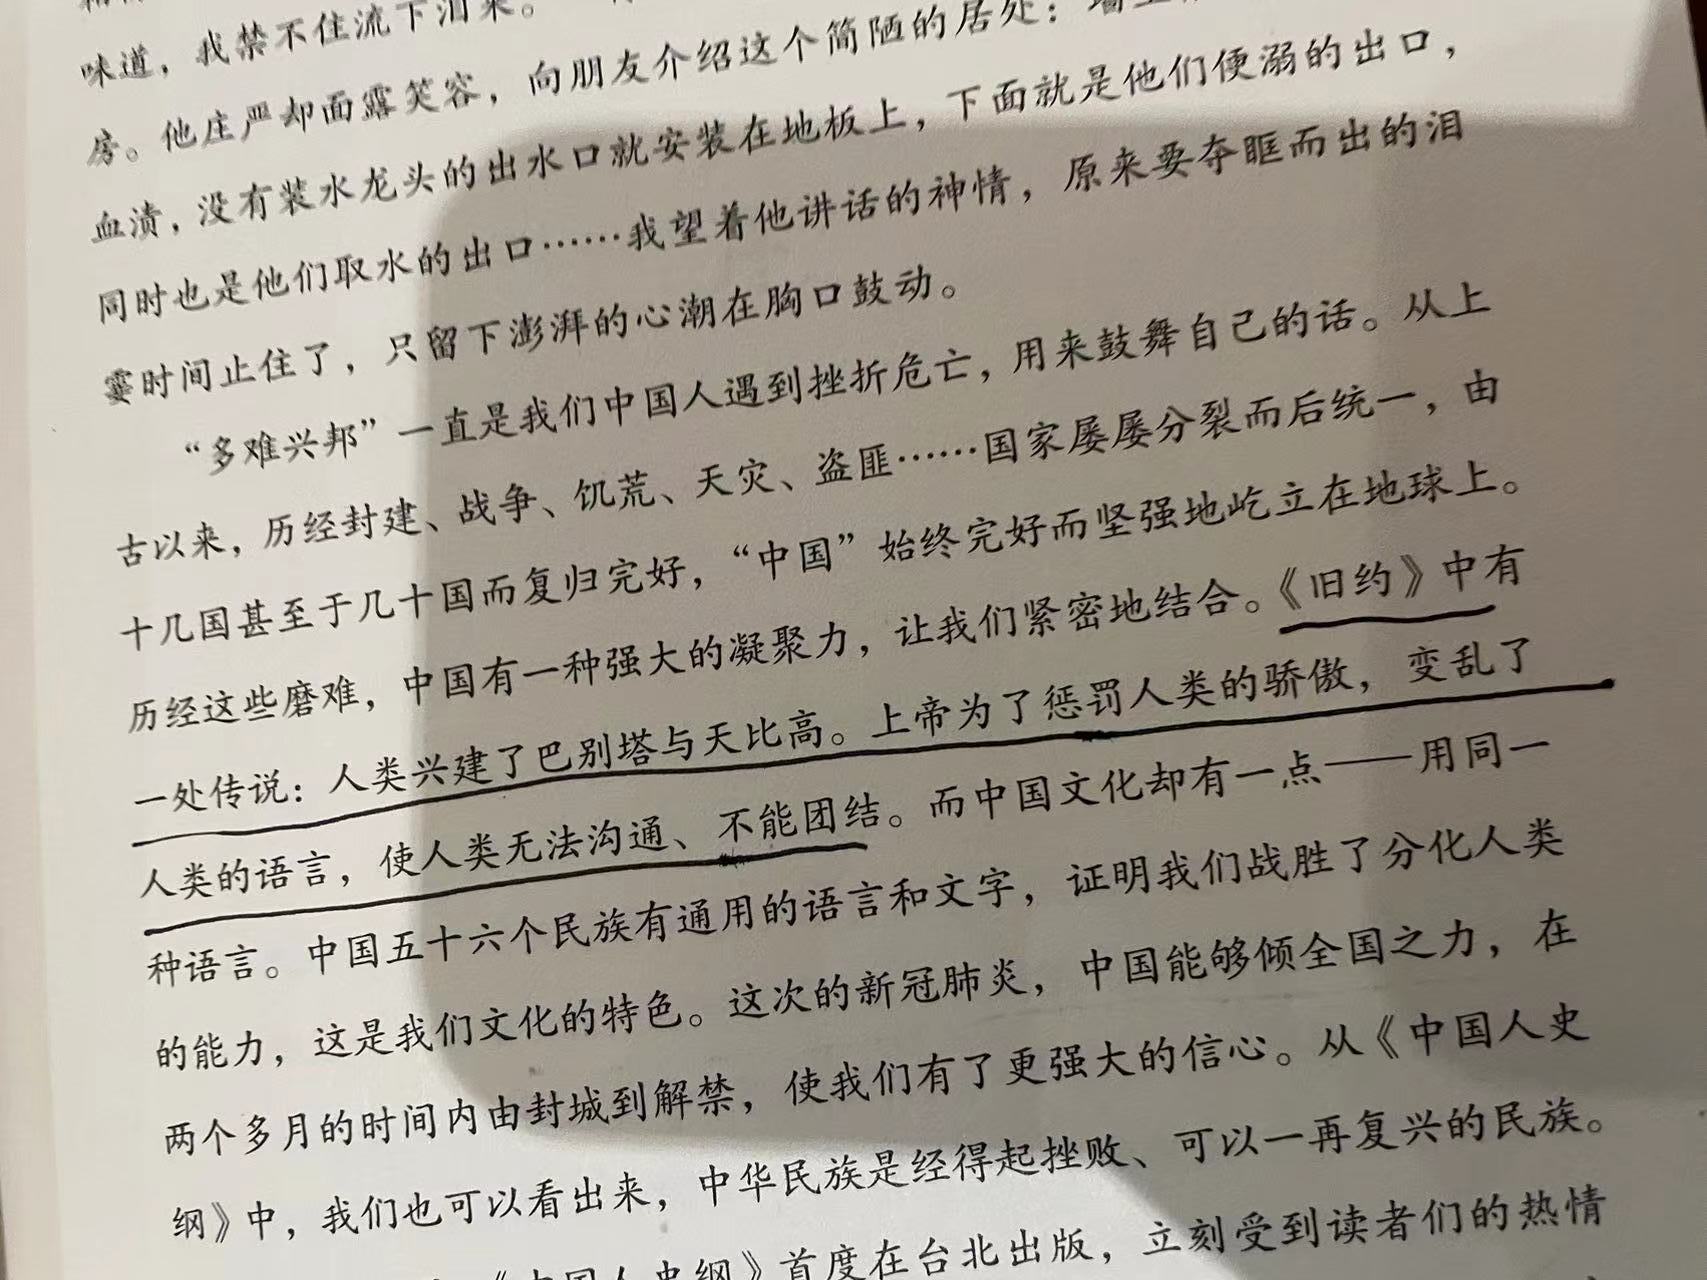 味道，我禁不住流下泪来。
房。他庄严却面露笑容，向朋友介绍这个简陋的居处：墙上
血渍，没有装水龙头的出水口就安装在地板上，下面就是他们便溺的出口，
同时也是他们取水的出口……我望着他讲话的神情，原来要夺眶而出的泪
霎时间止住了，只留下澎湃的心潮在胸口鼓动。
“多难兴邦”一直是我们中国人遇到挫折危亡，用来鼓舞自己的话。从上
古以来，历经封建、战争、饥荒、天灾、盗匪……国家屡屡分裂而后统一，由
十几国甚至于几十国而复归完好，“中国”始终完好而坚强地屹立在地球上。
历经这些磨难，中国有一种强大的凝聚力，让我们紧密地结合。《旧约》中有
一处传说：人类兴建了巴别塔与天比高。上帝为了惩罚人类的骄傲，变乱了
人类的语言，使人类无法沟通、不能团结。而中国文化却有一点——用同一
种语言。中国五十六个民族有通用的语言和文字，证明我们战胜了分化人类
的能力，这是我们文化的特色。这次的新冠肺炎，中国能够倾全国之力，在
两个多月的时间内由封城到解禁，使我们有了更强大的信心。从《中国人史
纲》中，我们也可以看出来，中华民族是经得起挫败、可以一再复兴的民族。
《中国人史纲》首度在台北出版，立刻受到读者们的热情